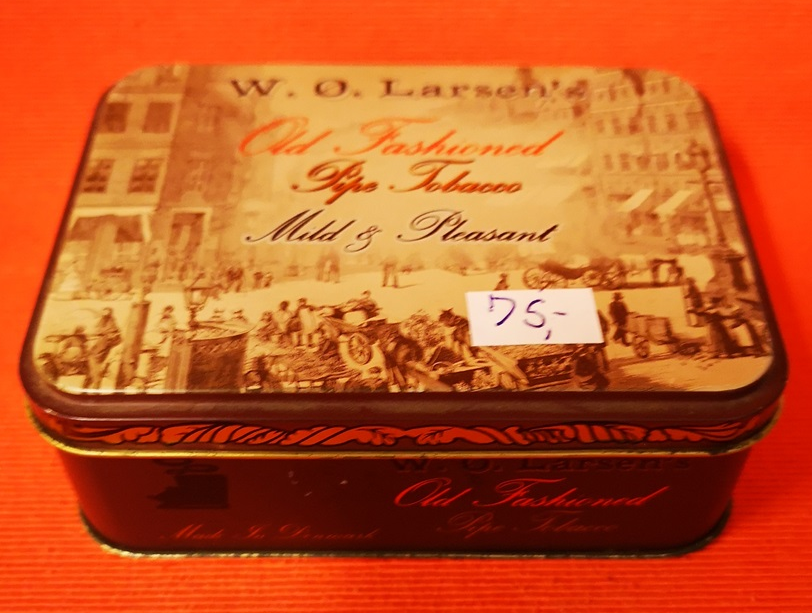 W. Ø. Larsen's
Old Fashioned
Pipe Tobacco
Mild & Pleasant
75,-
W. Ø. Larsen's
Old Fashioned
Pipe Tobacco
Made In Denmark